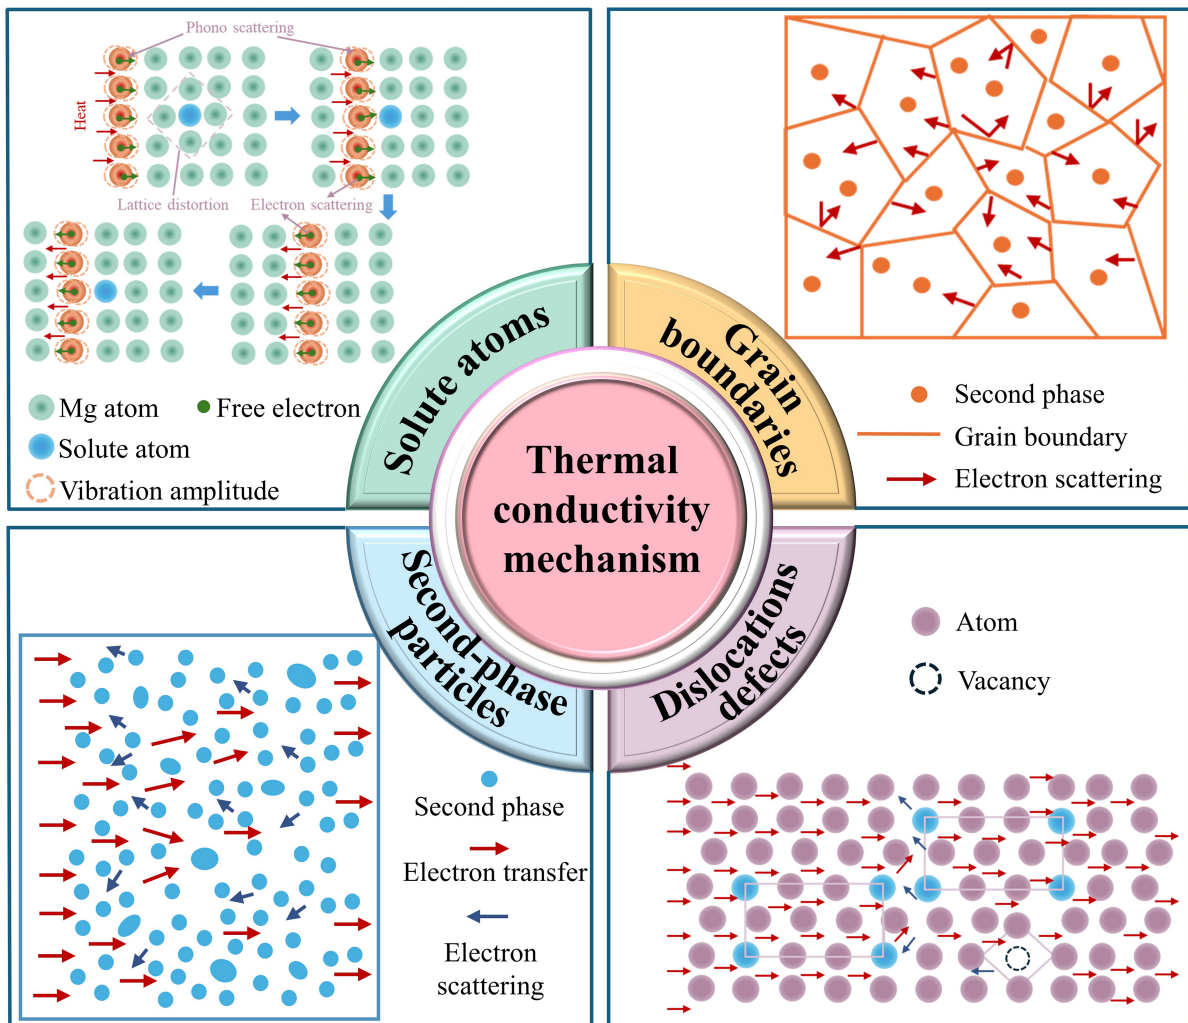 Phono scattering
Heat
Lattice distortion
Electron scattering
Mg atom
Free electron
Solute atom
Vibration amplitude
Solute atoms
Grain
boundaries
Second phase
Grain boundary
Electron scattering
Thermal
conductivity
mechanism
Second-phase
particles
Second phase
Electron transfer
Electron
scattering
Dislocations
defects
Atom
Vacancy